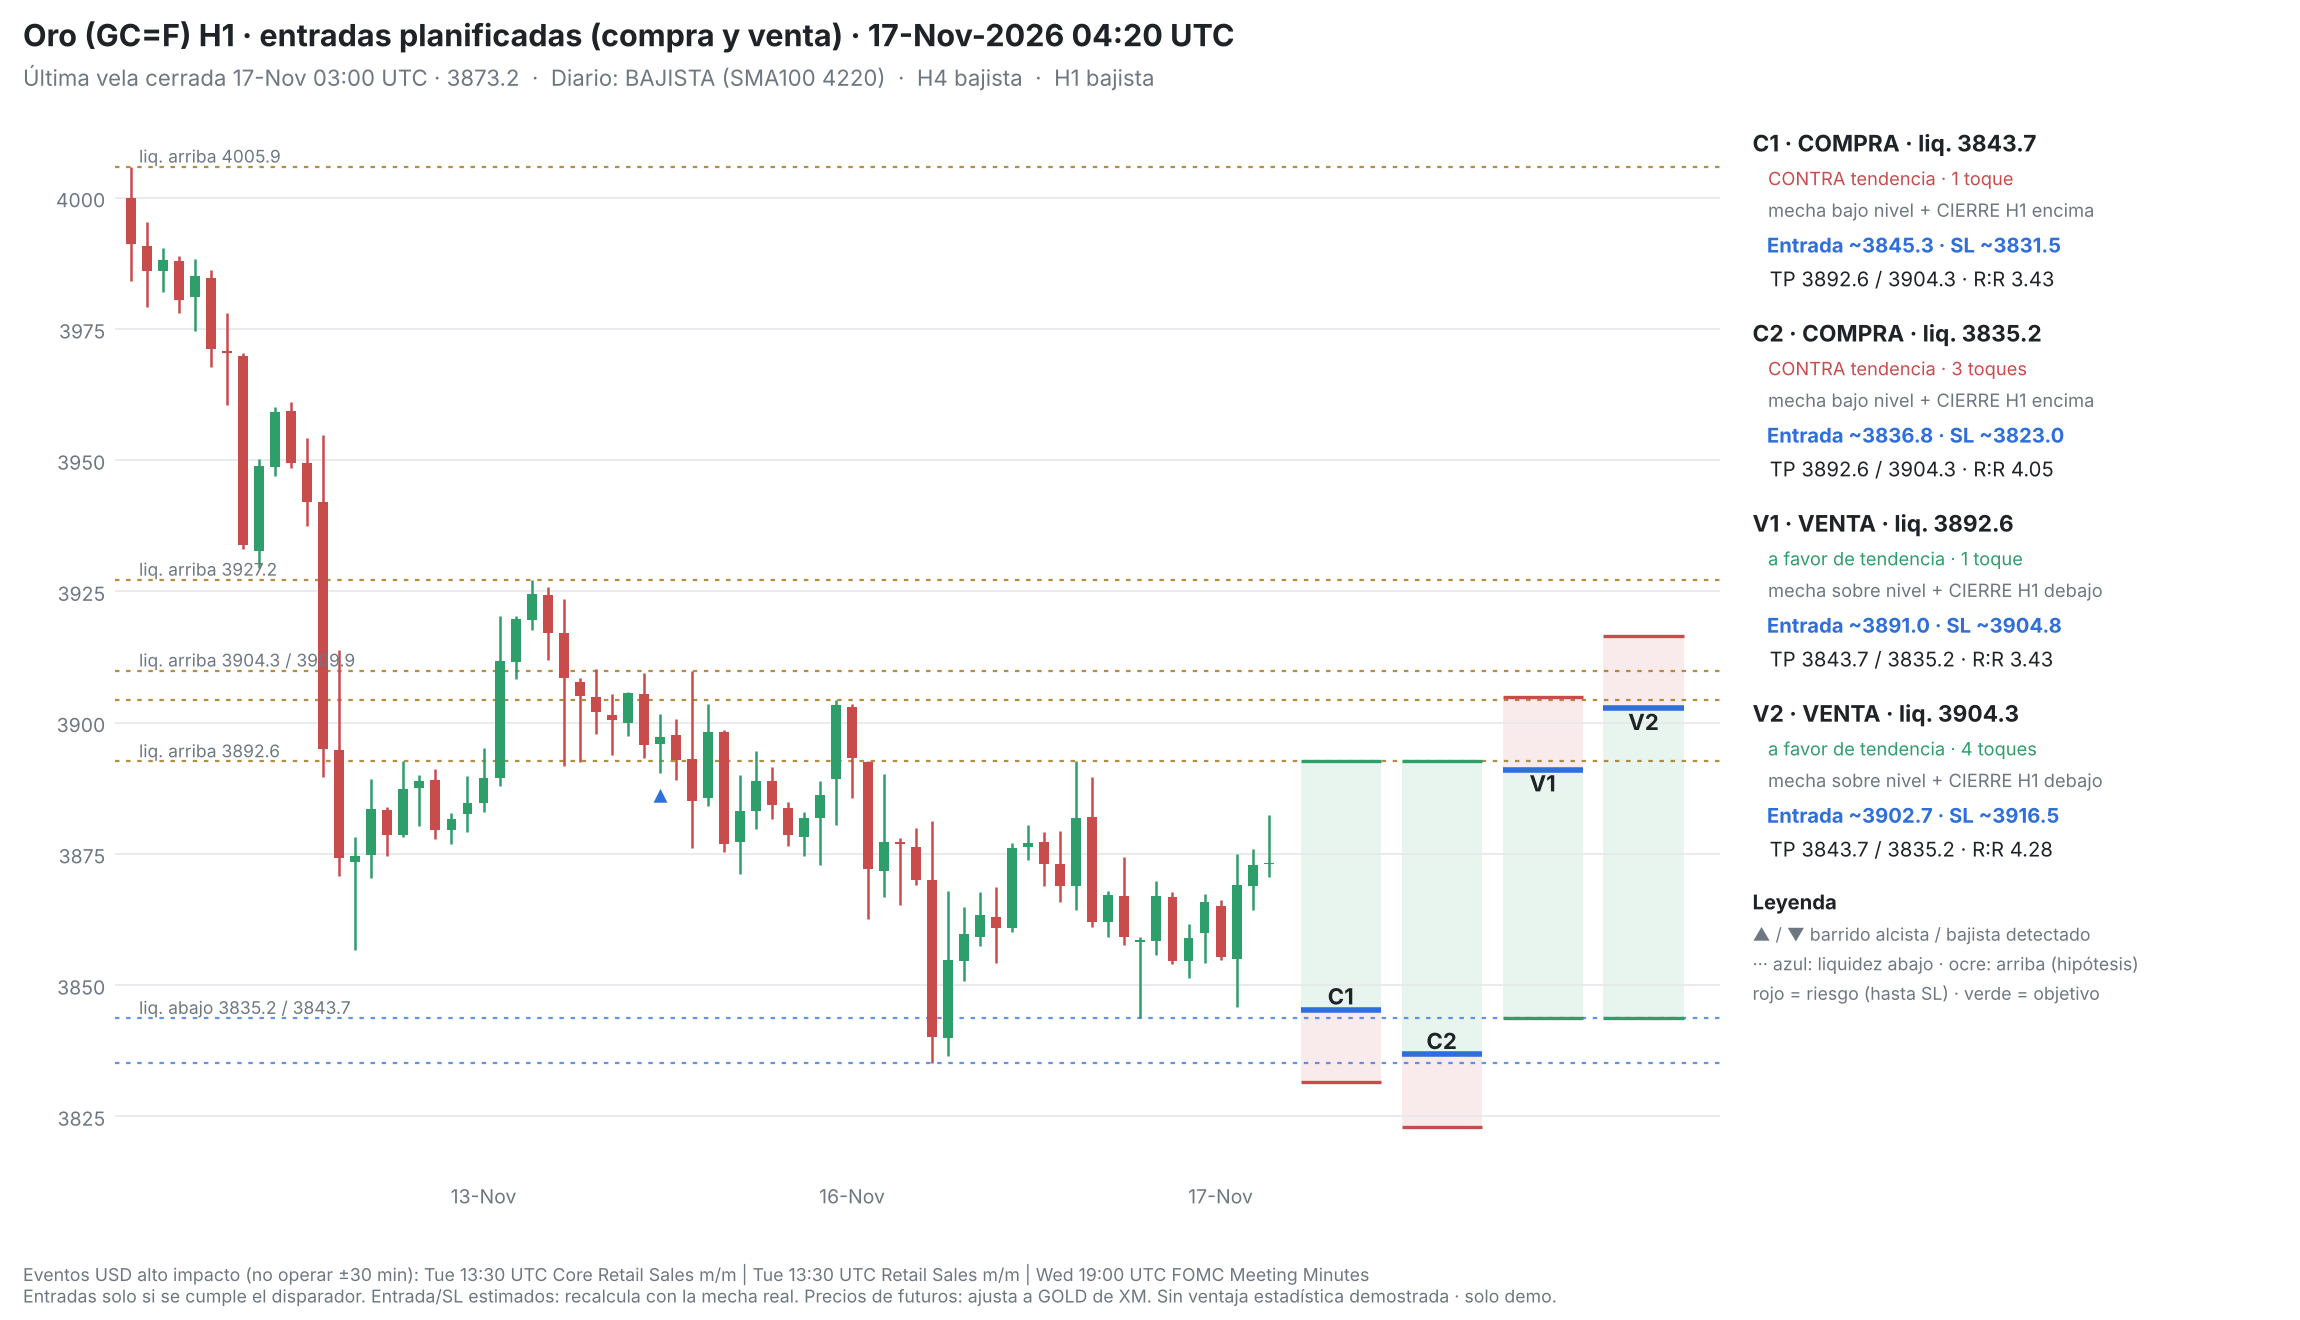 Oro (GC=F) H1 · entradas planificadas (compra y venta) · 17-Nov-2026 04:20 UTC
Última vela cerrada 17-Nov 03:00 UTC · 3873.2 · Diario: BAJISTA (SMA100 4220) · H4 bajista · H1 bajista
liq. arriba 4005.9
4000
3975
3950
liq. arriba 3927.2
3925
liq. arriba 3904.3 / 3909.9
3900
liq. arriba 3892.6
3875
3850
liq. abajo 3835.2 / 3843.7
3825
C1
C2
V1
V2
13-Nov
16-Nov
17-Nov
C1 · COMPRA · liq. 3843.7
CONTRA tendencia · 1 toque
mecha bajo nivel + CIERRE H1 encima
Entrada ~3845.3 · SL ~3831.5
TP 3892.6 / 3904.3 · R:R 3.43
C2 · COMPRA · liq. 3835.2
CONTRA tendencia · 3 toques
mecha bajo nivel + CIERRE H1 encima
Entrada ~3836.8 · SL ~3823.0
TP 3892.6 / 3904.3 · R:R 4.05
V1 · VENTA · liq. 3892.6
a favor de tendencia · 1 toque
mecha sobre nivel + CIERRE H1 debajo
Entrada ~3891.0 · SL ~3904.8
TP 3843.7 / 3835.2 · R:R 3.43
V2 · VENTA · liq. 3904.3
a favor de tendencia · 4 toques
mecha sobre nivel + CIERRE H1 debajo
Entrada ~3902.7 · SL ~3916.5
TP 3843.7 / 3835.2 · R:R 4.28
Leyenda
▲ / ▼ barrido alcista / bajista detectado
··· azul: liquidez abajo · ocre: arriba (hipótesis)
rojo = riesgo (hasta SL) · verde = objetivo
Eventos USD alto impacto (no operar ±30 min): Tue 13:30 UTC Core Retail Sales m/m | Tue 13:30 UTC Retail Sales m/m | Wed 19:00 UTC FOMC Meeting Minutes
Entradas solo si se cumple el disparador. Entrada/SL estimados: recalcula con la mecha real. Precios de futuros: ajusta a GOLD de XM. Sin ventaja estadística demostrada · solo demo.